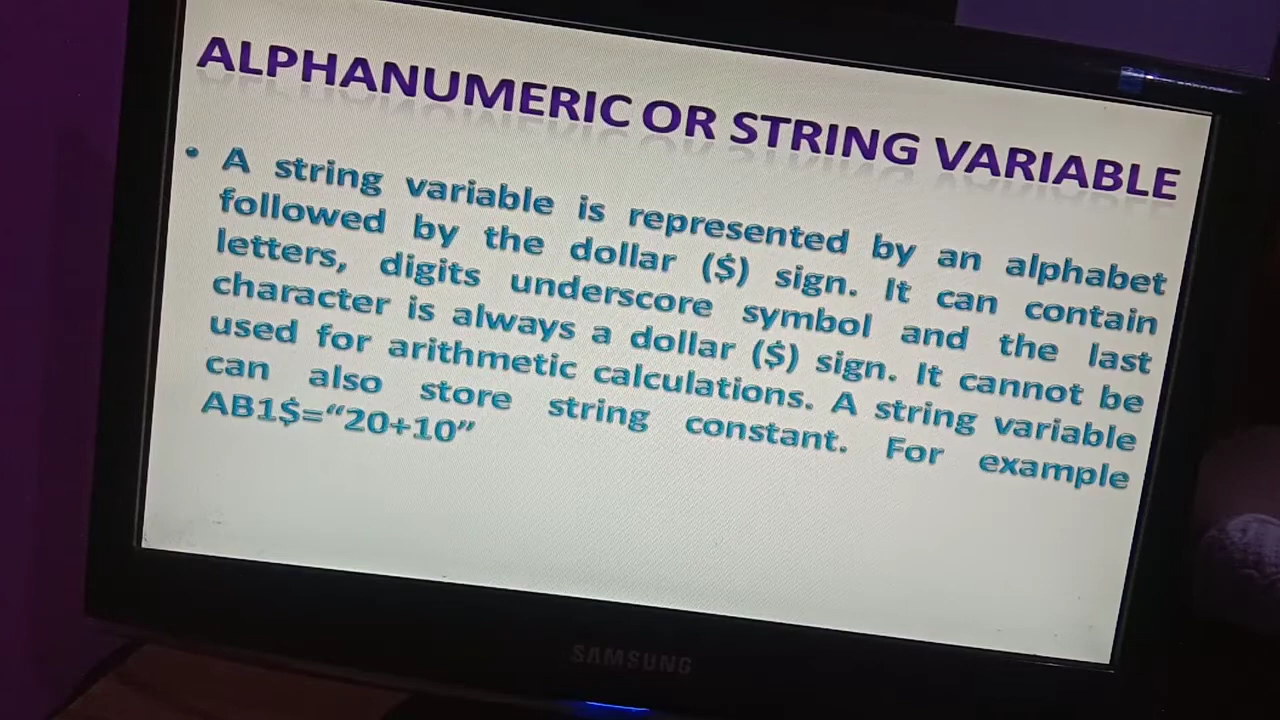 ALPHANUMERIC OR STRING VARIABLE
• A string variable is represented by an alphabet
followed by the dollar ($) sign. It can contain
letters, digits underscore symbol and the last
character is always a dollar ($) sign. It cannot be
used for arithmetic calculations. A string variable
can also store string constant. For example
AB1$=“20+10”
SAMSUNG